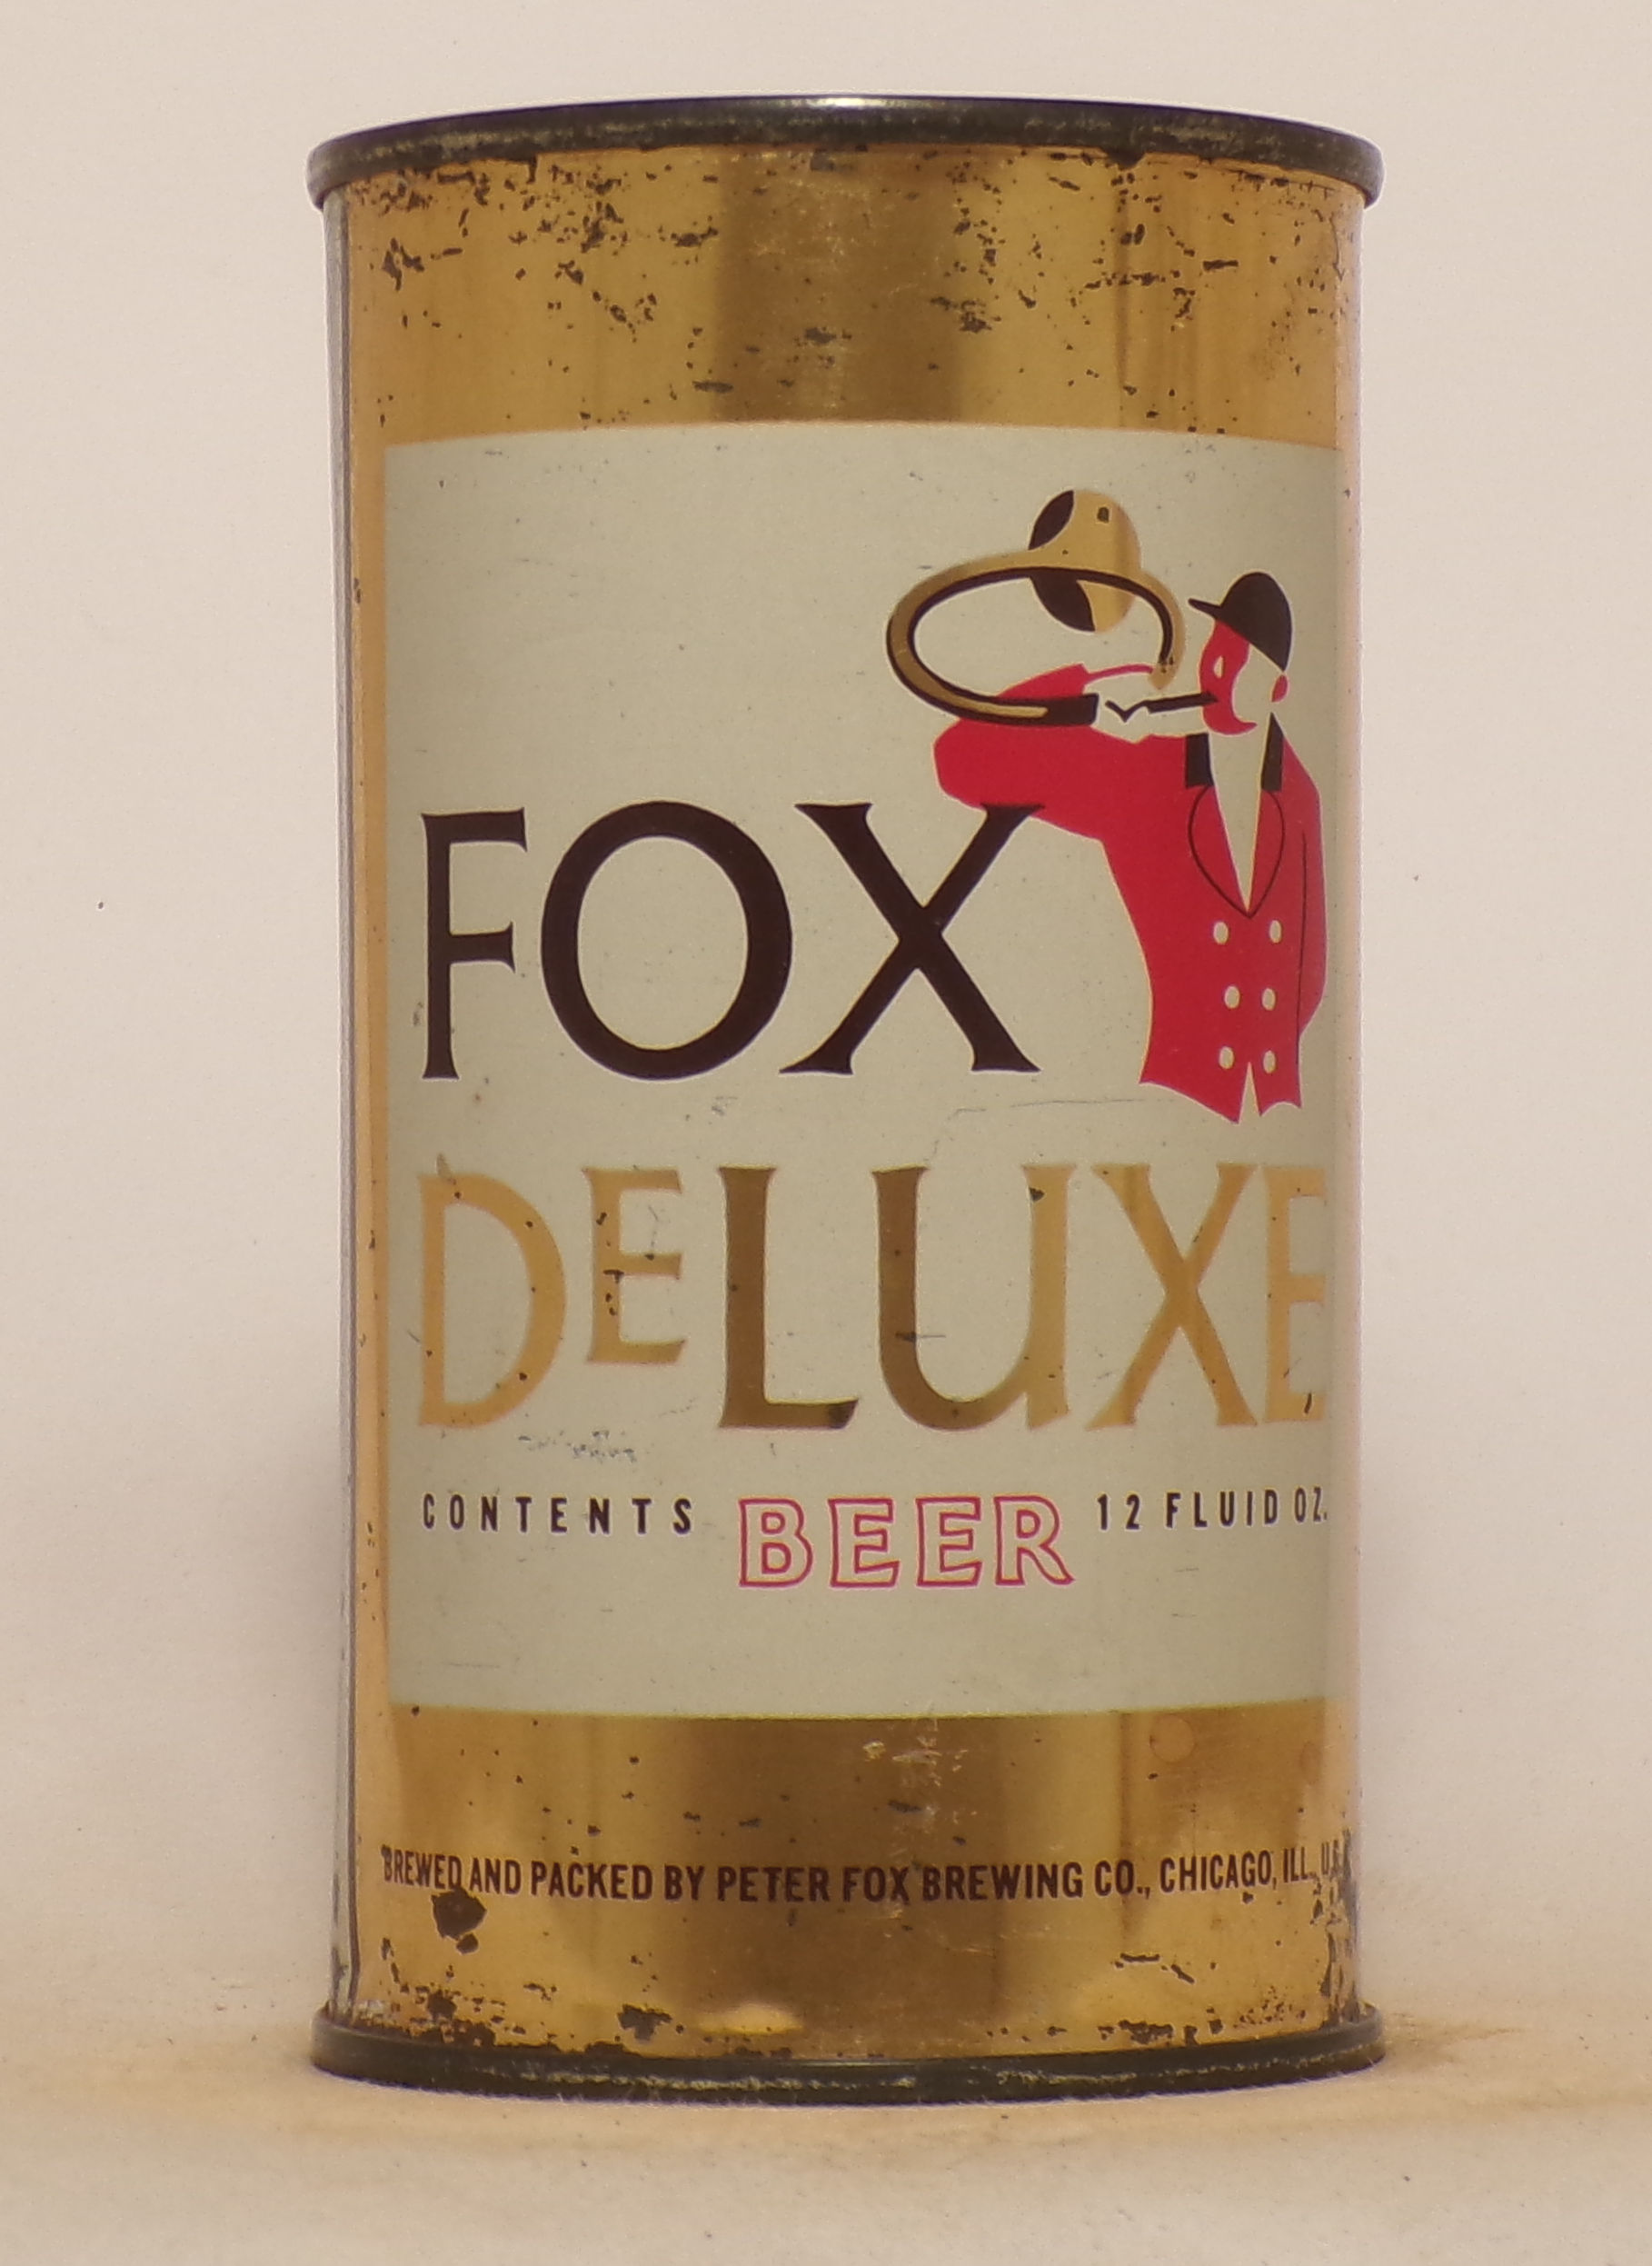 FOX
DELUXE
CONTENTS BEER 12 FLUID OZ.
BREWED AND PACKED BY PETER FOX BREWING CO., CHICAGO, ILL.,